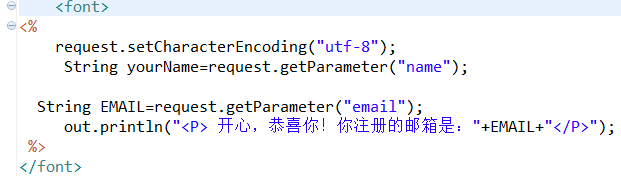 <font>
<%
request.setCharacterEncoding("utf-8");
String yourName=request.getParameter("name");
String EMAIL=request.getParameter("email");
out.println("<P> 开心，恭喜你！你注册的邮箱是："+EMAIL+"</P>");
%>
</font>